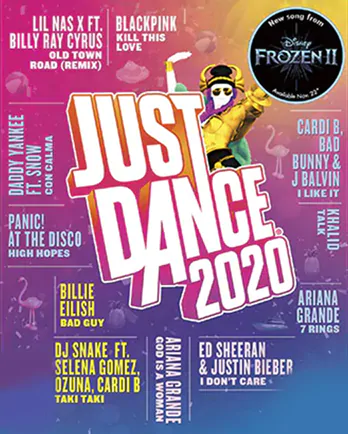 LIL NAS X FT.
BILLY RAY CYRUS
OLD TOWN
ROAD (REMIX)
BLACKPINK
KILL THIS
LOVE
New song from
Disney
FROZEN II
Available Nov. 22*
JUST
DANCE
2020
DADDY YANKEE
FT. SNOW
CON CALMA
CARDI B,
BAD
BUNNY &
J BALVIN
I LIKE IT
PANIC!
AT THE DISCO
HIGH HOPES
KHALID
TALK
BILLIE
EILISH
BAD GUY
ARIANA
GRANDE
7 RINGS
DJ SNAKE FT.
SELENA GOMEZ,
OZUNA, CARDI B
TAKI TAKI
ARIANA GRANDE
GOD IS A WOMAN
ED SHEERAN
& JUSTIN BIEBER
I DON'T CARE